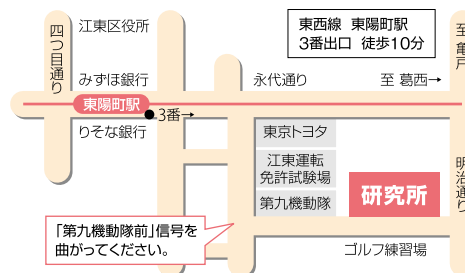 東西線 東陽町駅
3番出口 徒歩10分
四つ目通り
江東区役所
至 亀戸
みずほ銀行
永代通り
至 葛西→
東陽町駅
3番→
りそな銀行
東京トヨタ
江東運転
免許試験場
第九機動隊
研究所
明治通り
「第九機動隊前」信号を
曲がってください。
ゴルフ練習場